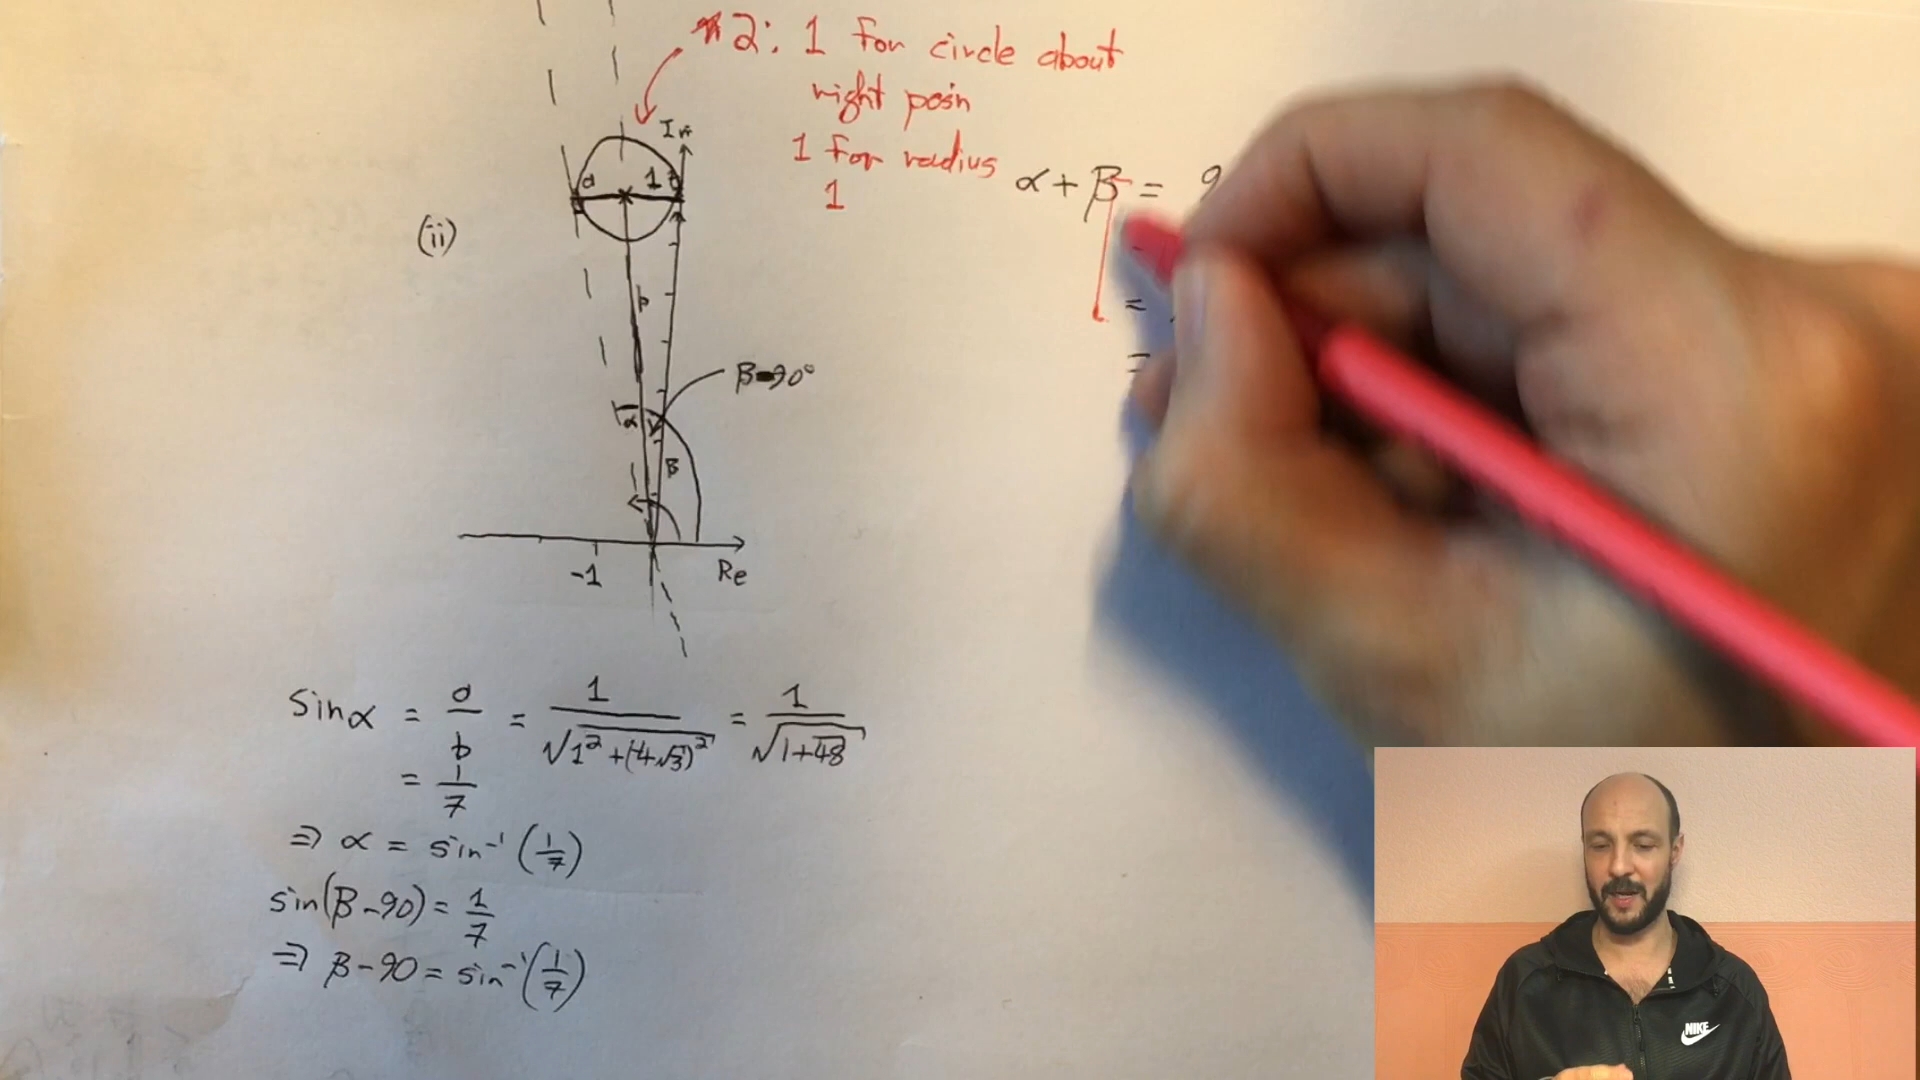 2: 1 for circle about
right posn
1 for radius
1
α + β = 9
=
=
Im
a 1
(ii)
b
β-90°
α
β
-1 Re
sinα = a/b = 1/√(1²+(4√3)²) = 1/√(1+48)
= 1/7
⇒ α = sin⁻¹(1/7)
sin(β-90) = 1/7
⇒ β-90 = sin⁻¹(1/7)
NIKE